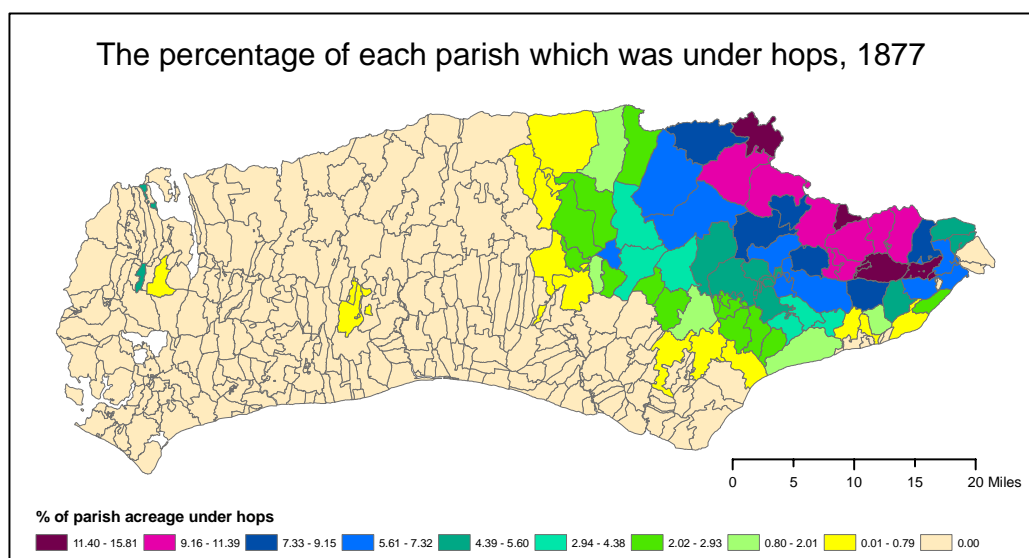 The percentage of each parish which was under hops, 1877
0 5 10 15 20 Miles
% of parish acreage under hops
11.40 - 15.81 9.16 - 11.39 7.33 - 9.15 5.61 - 7.32 4.39 - 5.60 2.94 - 4.38 2.02 - 2.93 0.80 - 2.01 0.01 - 0.79 0.00